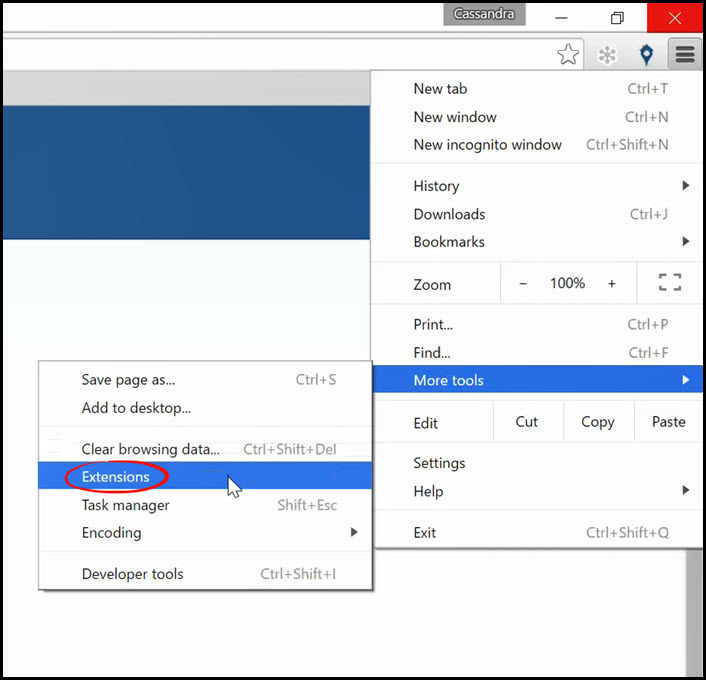 Cassandra
New tab Ctrl+T
New window Ctrl+N
New incognito window Ctrl+Shift+N
History
Downloads Ctrl+J
Bookmarks
Zoom - 100% +
Print... Ctrl+P
Find... Ctrl+F
More tools
Edit Cut Copy Paste
Settings
Help
Exit Ctrl+Shift+Q
Save page as... Ctrl+S
Add to desktop...
Clear browsing data... Ctrl+Shift+Del
Extensions
Task manager Shift+Esc
Encoding
Developer tools Ctrl+Shift+I